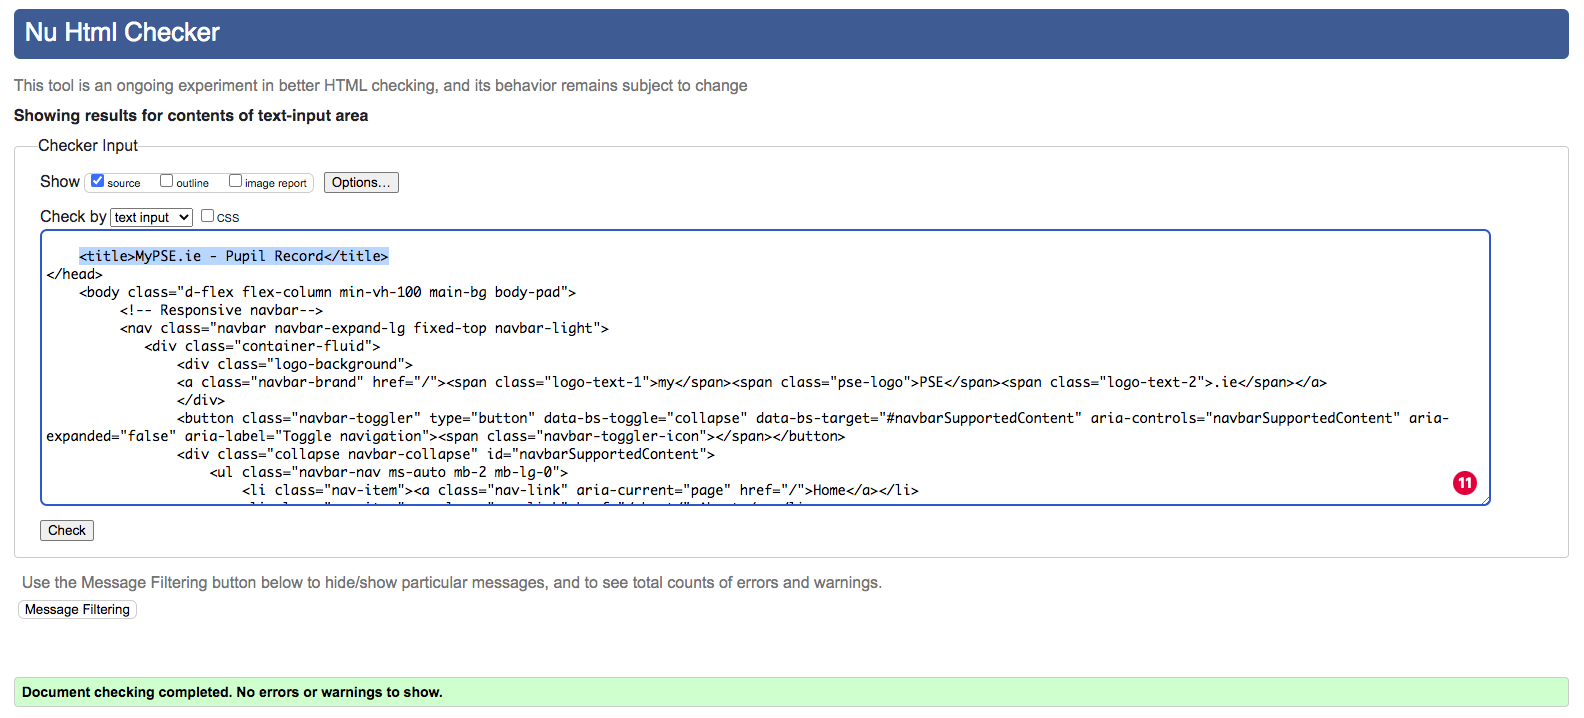 Nu Html Checker
This tool is an ongoing experiment in better HTML checking, and its behavior remains subject to change
Showing results for contents of text-input area
Checker Input
Show source outline image report Options...
Check by text input css
<title>MyPSE.ie - Pupil Record</title>
</head>
<body class="d-flex flex-column min-vh-100 main-bg body-pad">
<!-- Responsive navbar-->
<nav class="navbar navbar-expand-lg fixed-top navbar-light">
<div class="container-fluid">
<div class="logo-background">
<a class="navbar-brand" href="/"><span class="logo-text-1">my</span><span class="pse-logo">PSE</span><span class="logo-text-2">.ie</span></a>
</div>
<button class="navbar-toggler" type="button" data-bs-toggle="collapse" data-bs-target="#navbarSupportedContent" aria-controls="navbarSupportedContent" aria-
expanded="false" aria-label="Toggle navigation"><span class="navbar-toggler-icon"></span></button>
<div class="collapse navbar-collapse" id="navbarSupportedContent">
<ul class="navbar-nav ms-auto mb-2 mb-lg-0">
<li class="nav-item"><a class="nav-link" aria-current="page" href="/">Home</a></li>
11
Check
Use the Message Filtering button below to hide/show particular messages, and to see total counts of errors and warnings.
Message Filtering
Document checking completed. No errors or warnings to show.